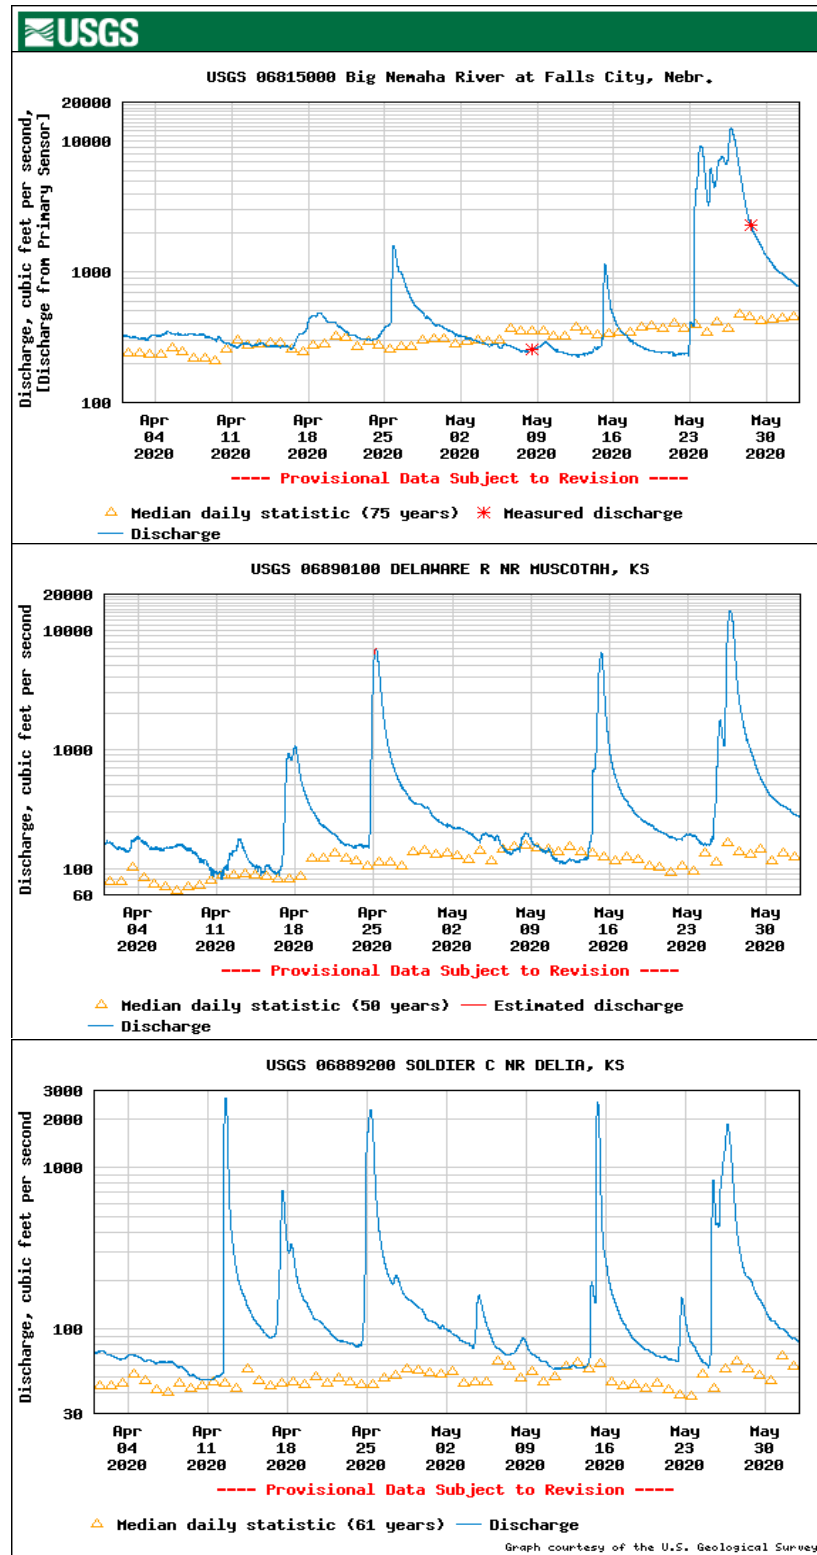 USGS
USGS 06815000 Big Nemaha River at Falls City, Nebr.
Discharge, cubic feet per second,
[Discharge from Primary Sensor]
20000
10000
1000
100
Apr 04 2020
Apr 11 2020
Apr 18 2020
Apr 25 2020
May 02 2020
May 09 2020
May 16 2020
May 23 2020
May 30 2020
---- Provisional Data Subject to Revision ----
Median daily statistic (75 years) Measured discharge
Discharge
USGS 06890100 DELAWARE R NR MUSCOTAH, KS
Discharge, cubic feet per second
20000
10000
1000
100
60
Apr 04 2020
Apr 11 2020
Apr 18 2020
Apr 25 2020
May 02 2020
May 09 2020
May 16 2020
May 23 2020
May 30 2020
---- Provisional Data Subject to Revision ----
Median daily statistic (50 years) Estimated discharge
Discharge
USGS 06889200 SOLDIER C NR DELIA, KS
Discharge, cubic feet per second
3000
2000
1000
100
30
Apr 04 2020
Apr 11 2020
Apr 18 2020
Apr 25 2020
May 02 2020
May 09 2020
May 16 2020
May 23 2020
May 30 2020
---- Provisional Data Subject to Revision ----
Median daily statistic (61 years) Discharge
Graph courtesy of the U.S. Geological Survey